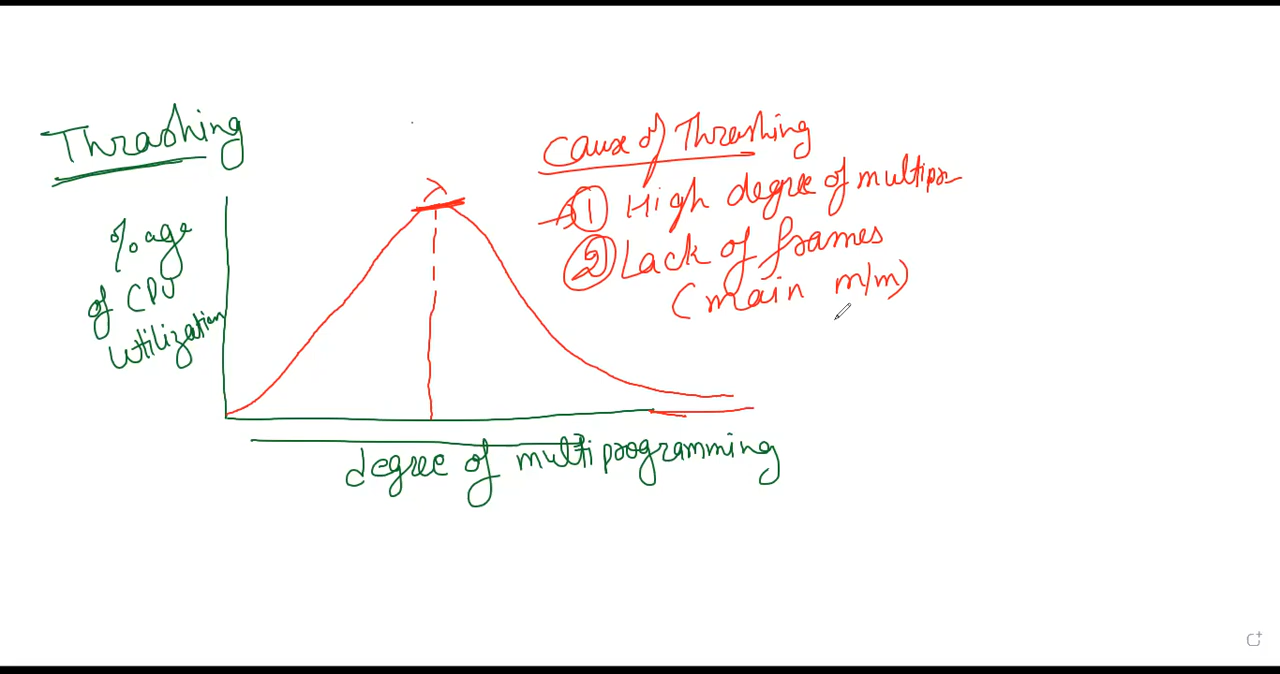 Thrashing
%age
of CPU
Utilization
degree of multiprogramming
Cause of Thrashing
① High degree of multipr
② Lack of frames
(main m/m)